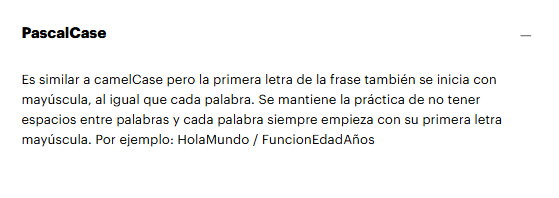 PascalCase
Es similar a camelCase pero la primera letra de la frase también se inicia con
mayúscula, al igual que cada palabra. Se mantiene la práctica de no tener
espacios entre palabras y cada palabra siempre empieza con su primera letra
mayúscula. Por ejemplo: HolaMundo / FuncionEdadAños